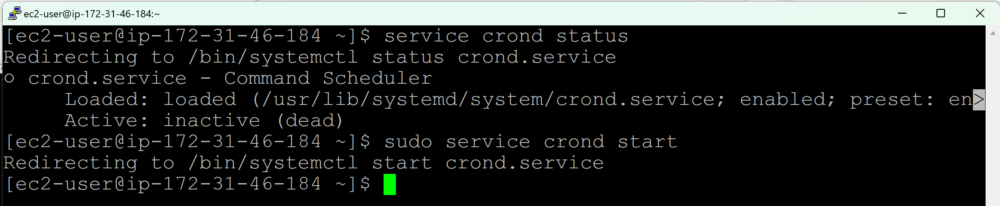 ec2-user@ip-172-31-46-184:~
[ec2-user@ip-172-31-46-184 ~]$ service crond status
Redirecting to /bin/systemctl status crond.service
○ crond.service - Command Scheduler
     Loaded: loaded (/usr/lib/systemd/system/crond.service; enabled; preset: en>
     Active: inactive (dead)
[ec2-user@ip-172-31-46-184 ~]$ sudo service crond start
Redirecting to /bin/systemctl start crond.service
[ec2-user@ip-172-31-46-184 ~]$